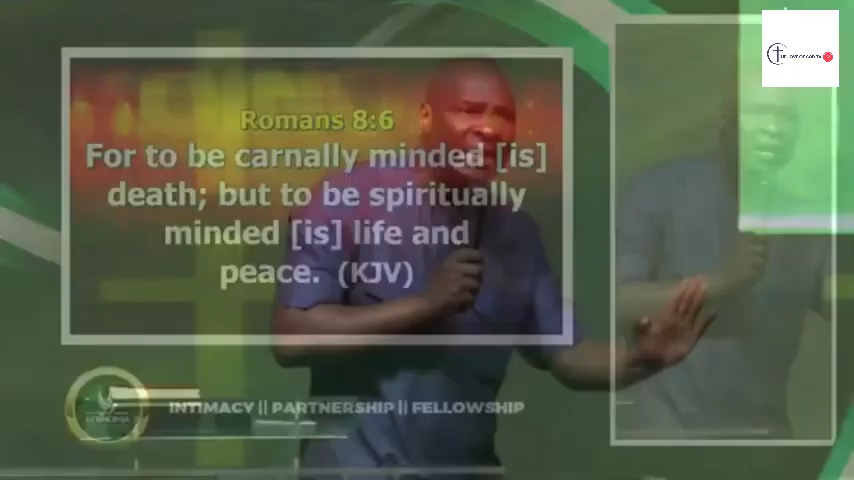 Romans 8:6
For to be carnally minded [is]
death; but to be spiritually
minded [is] life and
peace. (KJV)
INTIMACY || PARTNERSHIP || FELLOWSHIP
KOINONIA